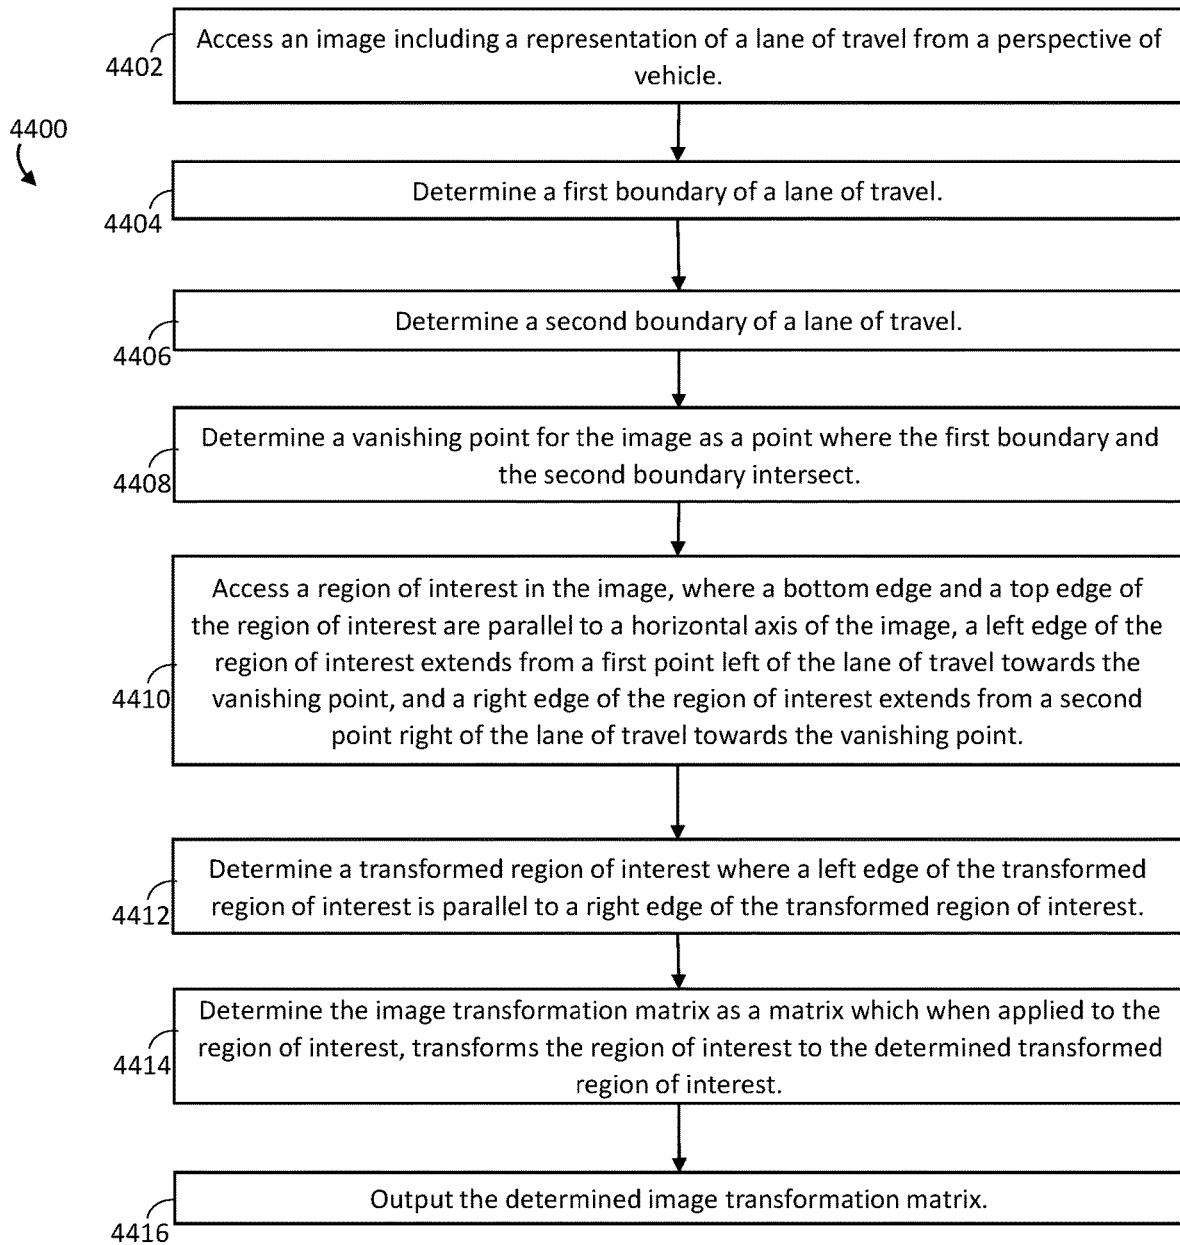 Access an image including a representation of a lane of travel from a perspective of
vehicle.
4402
4400
Determine a first boundary of a lane of travel.
4404
Determine a second boundary of a lane of travel.
4406
Determine a vanishing point for the image as a point where the first boundary and
the second boundary intersect.
4408
Access a region of interest in the image, where a bottom edge and a top edge of
the region of interest are parallel to a horizontal axis of the image, a left edge of the
region of interest extends from a first point left of the lane of travel towards the
vanishing point, and a right edge of the region of interest extends from a second
point right of the lane of travel towards the vanishing point.
4410
Determine a transformed region of interest where a left edge of the transformed
region of interest is parallel to a right edge of the transformed region of interest.
4412
Determine the image transformation matrix as a matrix which when applied to the
region of interest, transforms the region of interest to the determined transformed
region of interest.
4414
Output the determined image transformation matrix.
4416